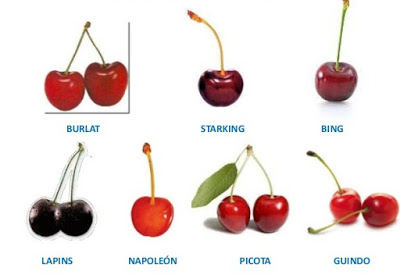 BURLAT
STARKING
BING
LAPINS
NAPOLEÓN
PICOTA
GUINDO